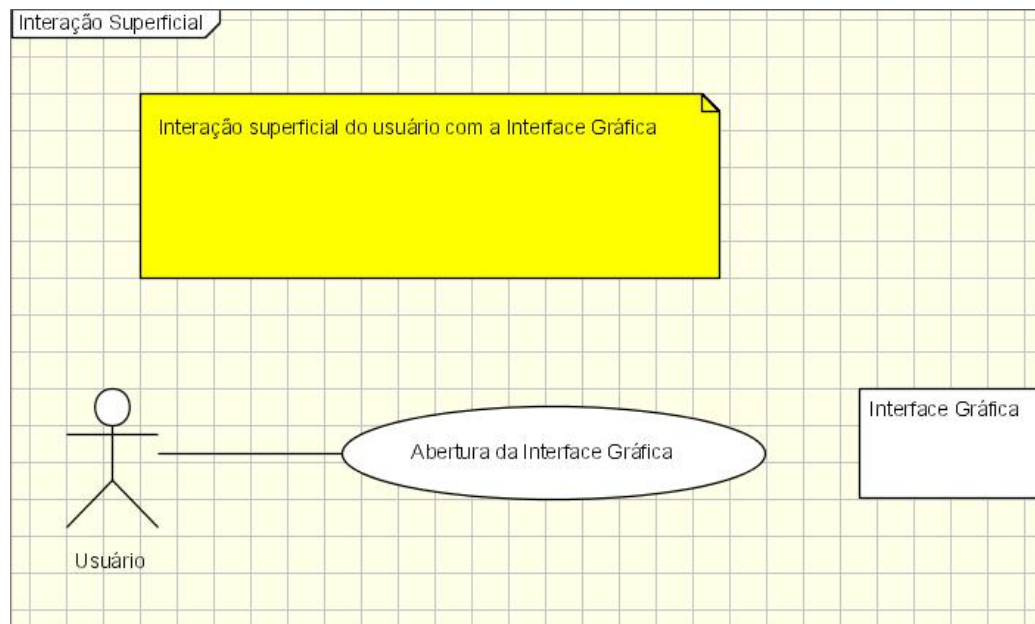 Interação Superficial
Interação superficial do usuário com a Interface Gráfica
Abertura da Interface Gráfica
Interface Gráfica
Usuário